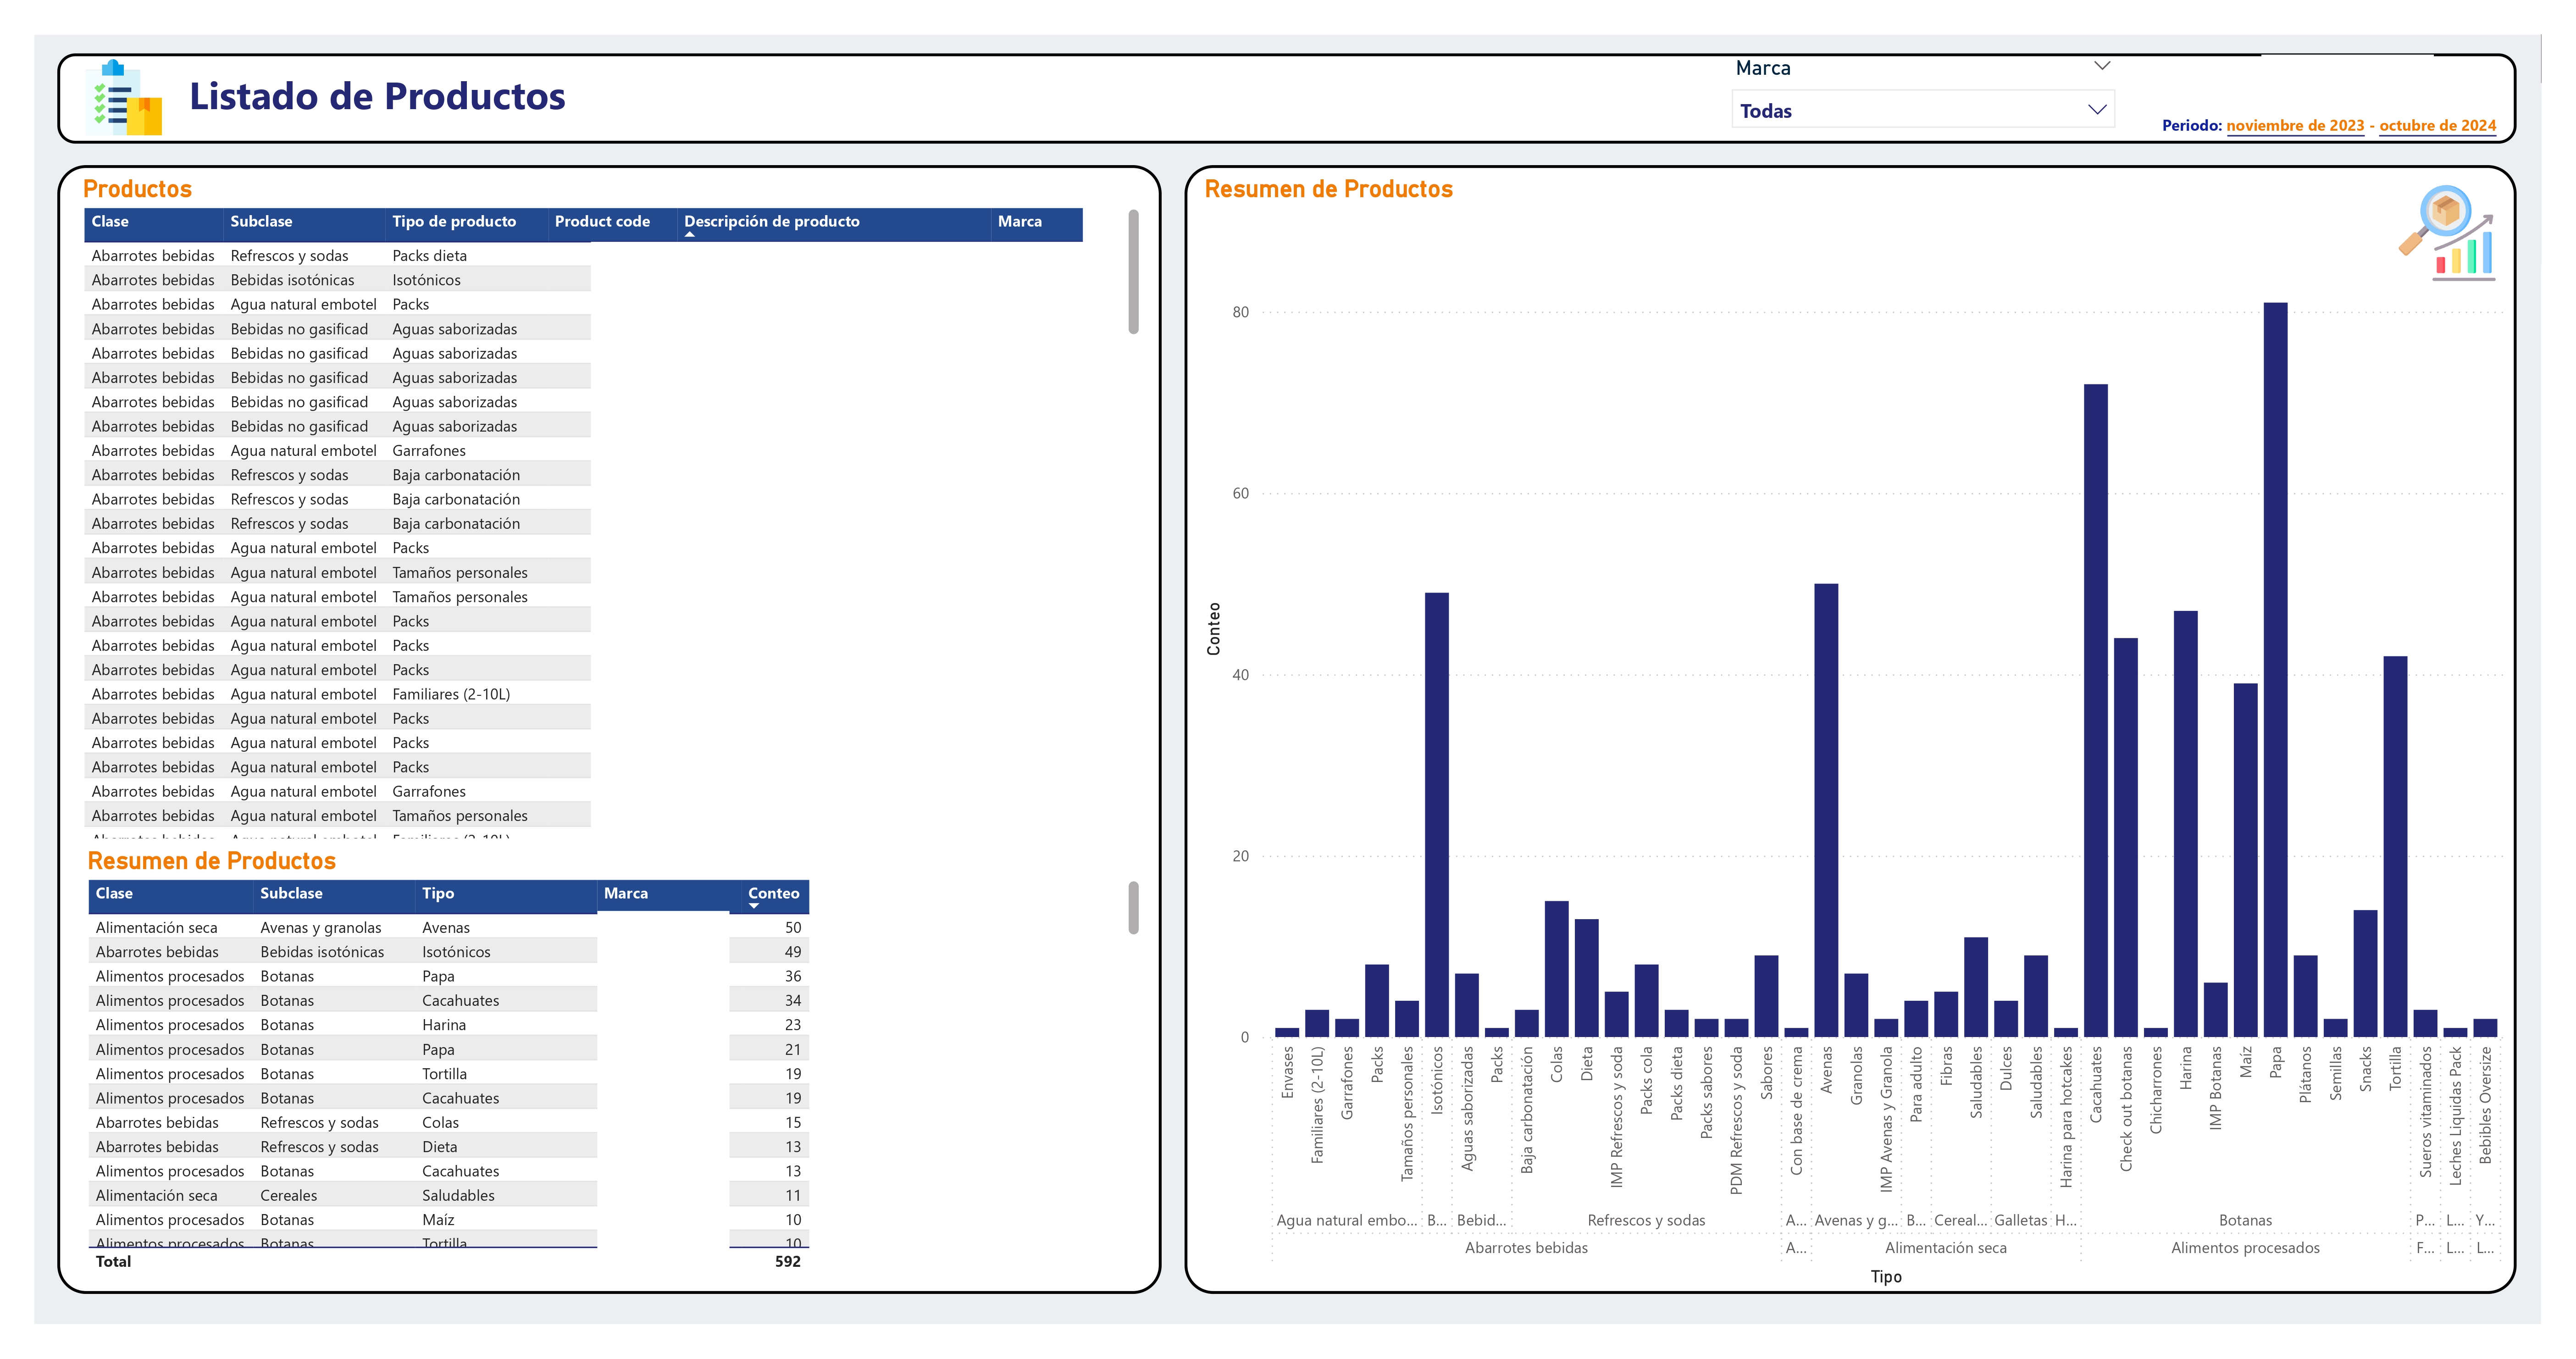 Listado de Productos
Marca
Todas
Periodo: noviembre de 2023 - octubre de 2024
Productos
Clase Subclase Tipo de producto Product code Descripción de producto Marca
Abarrotes bebidas Refrescos y sodas Packs dieta
Abarrotes bebidas Bebidas isotónicas Isotónicos
Abarrotes bebidas Agua natural embotel Packs
Abarrotes bebidas Bebidas no gasificad Aguas saborizadas
Abarrotes bebidas Bebidas no gasificad Aguas saborizadas
Abarrotes bebidas Bebidas no gasificad Aguas saborizadas
Abarrotes bebidas Bebidas no gasificad Aguas saborizadas
Abarrotes bebidas Bebidas no gasificad Aguas saborizadas
Abarrotes bebidas Agua natural embotel Garrafones
Abarrotes bebidas Refrescos y sodas Baja carbonatación
Abarrotes bebidas Refrescos y sodas Baja carbonatación
Abarrotes bebidas Refrescos y sodas Baja carbonatación
Abarrotes bebidas Agua natural embotel Packs
Abarrotes bebidas Agua natural embotel Tamaños personales
Abarrotes bebidas Agua natural embotel Tamaños personales
Abarrotes bebidas Agua natural embotel Packs
Abarrotes bebidas Agua natural embotel Packs
Abarrotes bebidas Agua natural embotel Packs
Abarrotes bebidas Agua natural embotel Familiares (2-10L)
Abarrotes bebidas Agua natural embotel Packs
Abarrotes bebidas Agua natural embotel Packs
Abarrotes bebidas Agua natural embotel Packs
Abarrotes bebidas Agua natural embotel Garrafones
Abarrotes bebidas Agua natural embotel Tamaños personales
Abarrotes bebidas Agua natural embotel Familiares (2-10L)
Resumen de Productos
Clase Subclase Tipo Marca Conteo
Alimentación seca Avenas y granolas Avenas 50
Abarrotes bebidas Bebidas isotónicas Isotónicos 49
Alimentos procesados Botanas Papa 36
Alimentos procesados Botanas Cacahuates 34
Alimentos procesados Botanas Harina 23
Alimentos procesados Botanas Papa 21
Alimentos procesados Botanas Tortilla 19
Alimentos procesados Botanas Cacahuates 19
Abarrotes bebidas Refrescos y sodas Colas 15
Abarrotes bebidas Refrescos y sodas Dieta 13
Alimentos procesados Botanas Cacahuates 13
Alimentación seca Cereales Saludables 11
Alimentos procesados Botanas Maíz 10
Alimentos procesados Botanas Tortilla 10
Total 592
Resumen de Productos
80
60
40
20
0
Conteo
Envases
Familiares (2-10L)
Garrafones
Packs
Tamaños personales
Isotónicos
Aguas saborizadas
Packs
Baja carbonatación
Colas
Dieta
IMP Refrescos y soda
Packs cola
Packs dieta
Packs sabores
PDM Refrescos y soda
Sabores
Con base de crema
Avenas
Granolas
IMP Avenas y Granola
Para adulto
Fibras
Saludables
Dulces
Saludables
Harina para hotcakes
Cacahuates
Check out botanas
Chicharrones
Harina
IMP Botanas
Maíz
Papa
Plátanos
Semillas
Snacks
Tortilla
Sueros vitaminados
Leches Liquidas Pack
Bebibles Oversize
Agua natural embo... B... Bebid... Refrescos y sodas A... Avenas y g... B... Cereal... Galletas H... Botanas P... L... Y...
Abarrotes bebidas A... Alimentación seca Alimentos procesados F... L... L...
Tipo